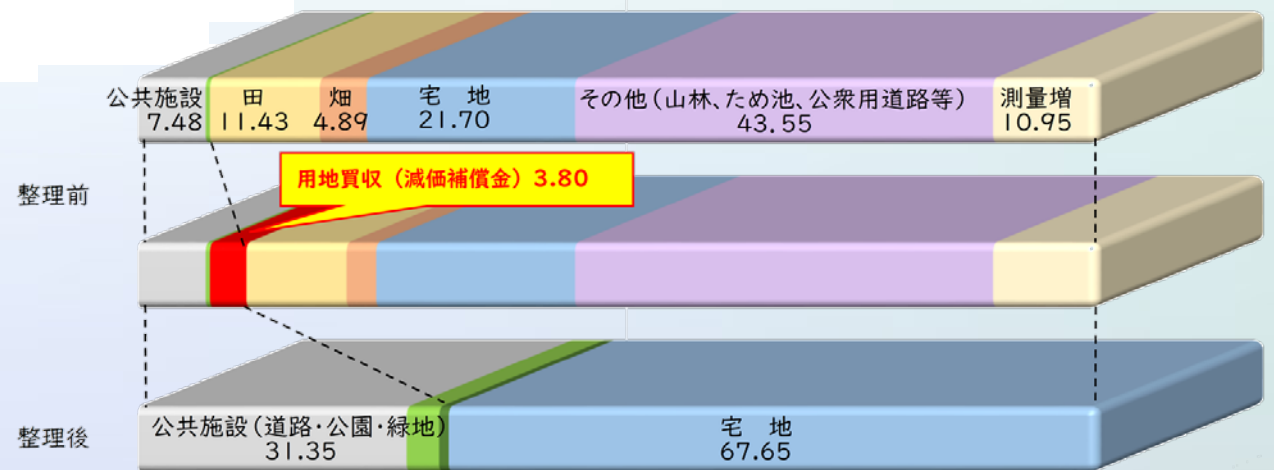 公共施設
7.48
田
11.43
畑
4.89
宅 地
21.70
その他(山林、ため池、公衆用道路等)
43.55
測量増
10.95
用地買収(減価補償金)3.80
整理前
整理後
公共施設(道路・公園・緑地)
31.35
宅 地
67.65